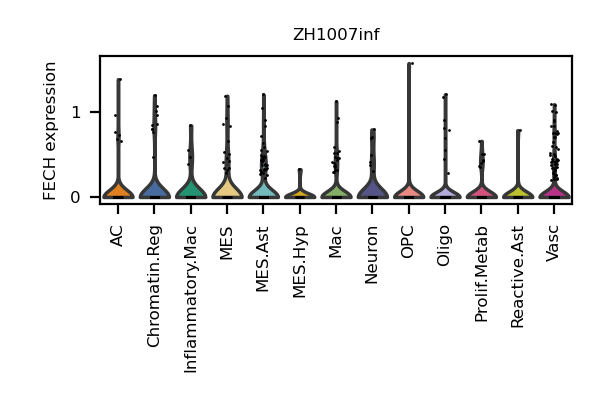 ZH1007inf
FECH expression
1
0
AC
Chromatin.Reg
Inflammatory.Mac
MES
MES.Ast
MES.Hyp
Mac
Neuron
OPC
Oligo
Prolif.Metab
Reactive.Ast
Vasc